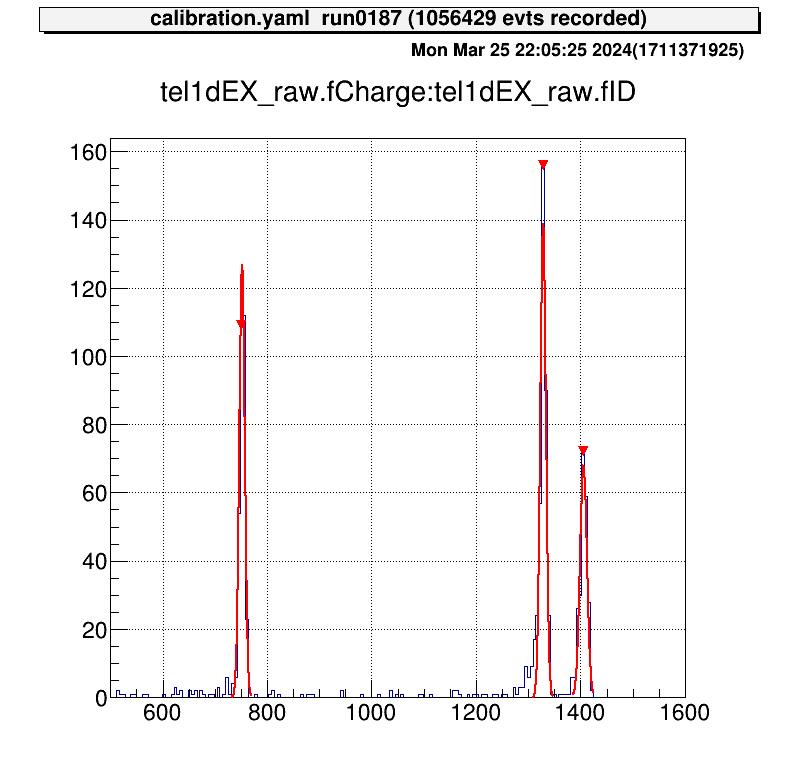 calibration.yaml run0187 (1056429 evts recorded)
Mon Mar 25 22:05:25 2024(1711371925)
tel1dEX_raw.fCharge:tel1dEX_raw.fID
160
140
120
100
80
60
40
20
0
600 800 1000 1200 1400 1600